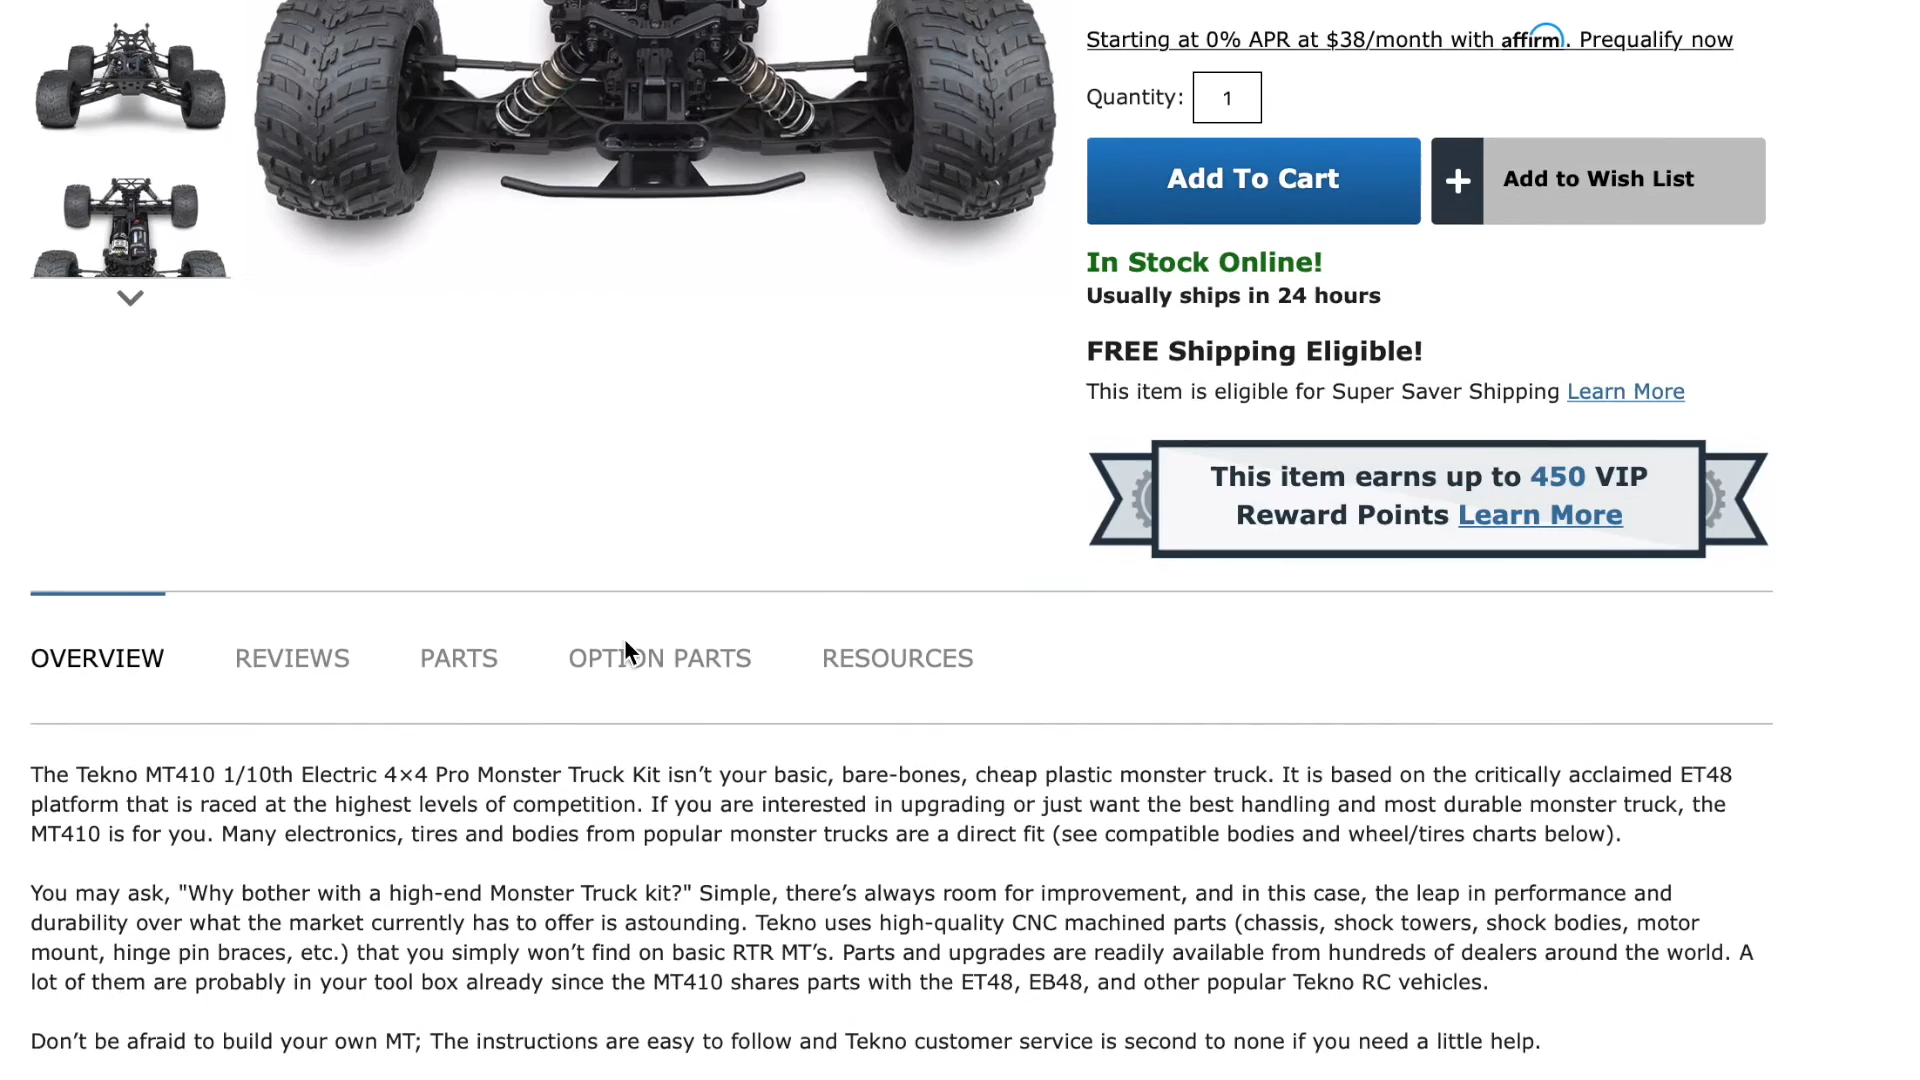 Starting at 0% APR at $38/month with affirm. Prequalify now
Quantity: 1
Add To Cart
+ Add to Wish List
In Stock Online!
Usually ships in 24 hours
FREE Shipping Eligible!
This item is eligible for Super Saver Shipping Learn More
This item earns up to 450 VIP
Reward Points Learn More
OVERVIEW REVIEWS PARTS OPTION PARTS RESOURCES
The Tekno MT410 1/10th Electric 4×4 Pro Monster Truck Kit isn’t your basic, bare-bones, cheap plastic monster truck. It is based on the critically acclaimed ET48
platform that is raced at the highest levels of competition. If you are interested in upgrading or just want the best handling and most durable monster truck, the
MT410 is for you. Many electronics, tires and bodies from popular monster trucks are a direct fit (see compatible bodies and wheel/tires charts below).
You may ask, "Why bother with a high-end Monster Truck kit?" Simple, there’s always room for improvement, and in this case, the leap in performance and
durability over what the market currently has to offer is astounding. Tekno uses high-quality CNC machined parts (chassis, shock towers, shock bodies, motor
mount, hinge pin braces, etc.) that you simply won’t find on basic RTR MT’s. Parts and upgrades are readily available from hundreds of dealers around the world. A
lot of them are probably in your tool box already since the MT410 shares parts with the ET48, EB48, and other popular Tekno RC vehicles.
Don’t be afraid to build your own MT; The instructions are easy to follow and Tekno customer service is second to none if you need a little help.